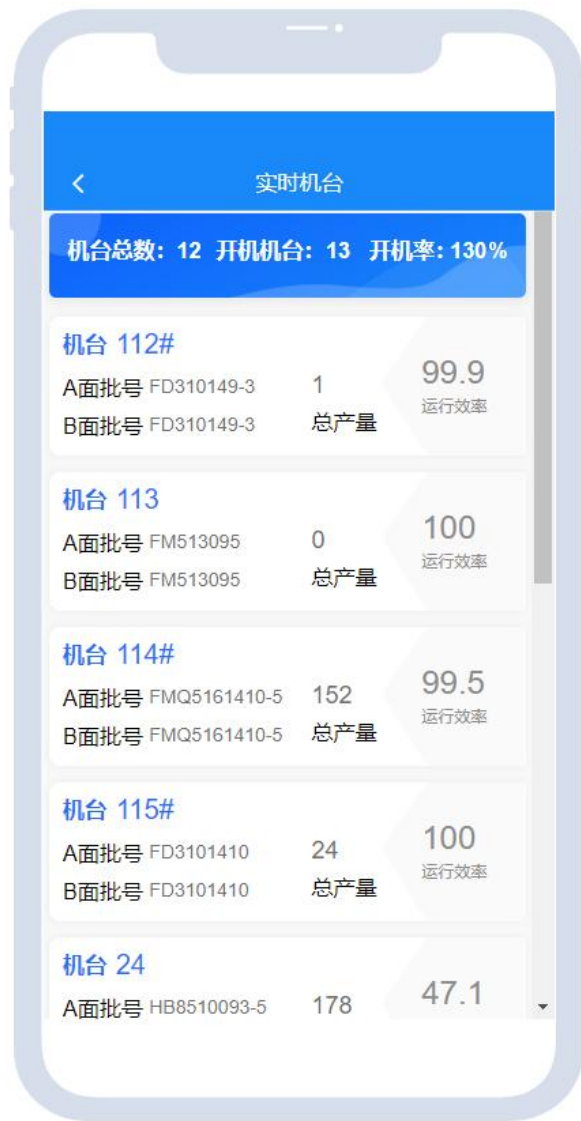 实时机台
机台总数: 12 开机机台: 13 开机率: 130%
机台 112#
A面批号 FD310149-3 1 99.9
B面批号 FD310149-3 总产量 运行效率
机台 113
A面批号 FM513095 0 100
B面批号 FM513095 总产量 运行效率
机台 114#
A面批号 FMQ5161410-5 152 99.5
B面批号 FMQ5161410-5 总产量 运行效率
机台 115#
A面批号 FD3101410 24 100
B面批号 FD3101410 总产量 运行效率
机台 24
A面批号 HB8510093-5 178 47.1